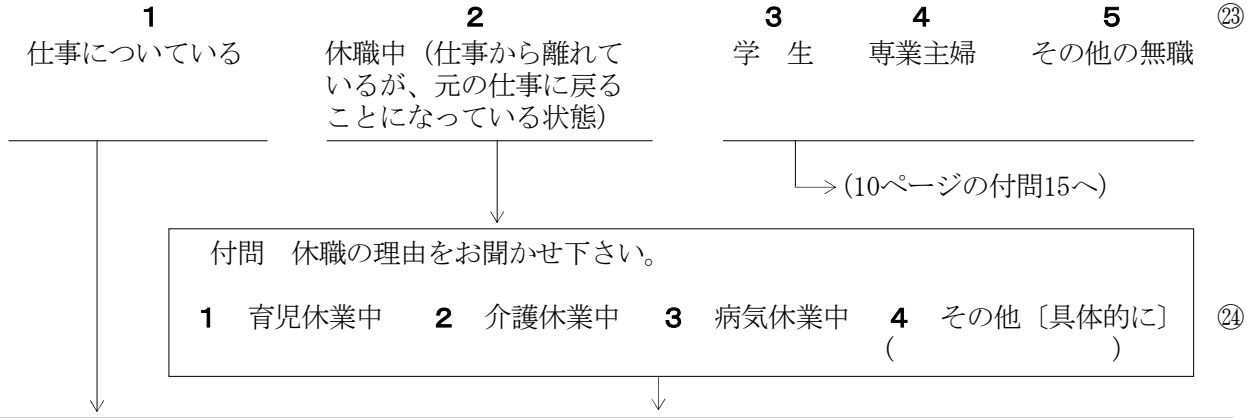 1 2 3 4 5 ㉓
仕事についている 休職中（仕事から離れて 学 生 専業主婦 その他の無職
いるが、元の仕事に戻る
ことになっている状態）
(10ページの付問15へ)
付問 休職の理由をお聞かせ下さい。
1 育児休業中 2 介護休業中 3 病気休業中 4 その他〔具体的に〕 ㉔
( )